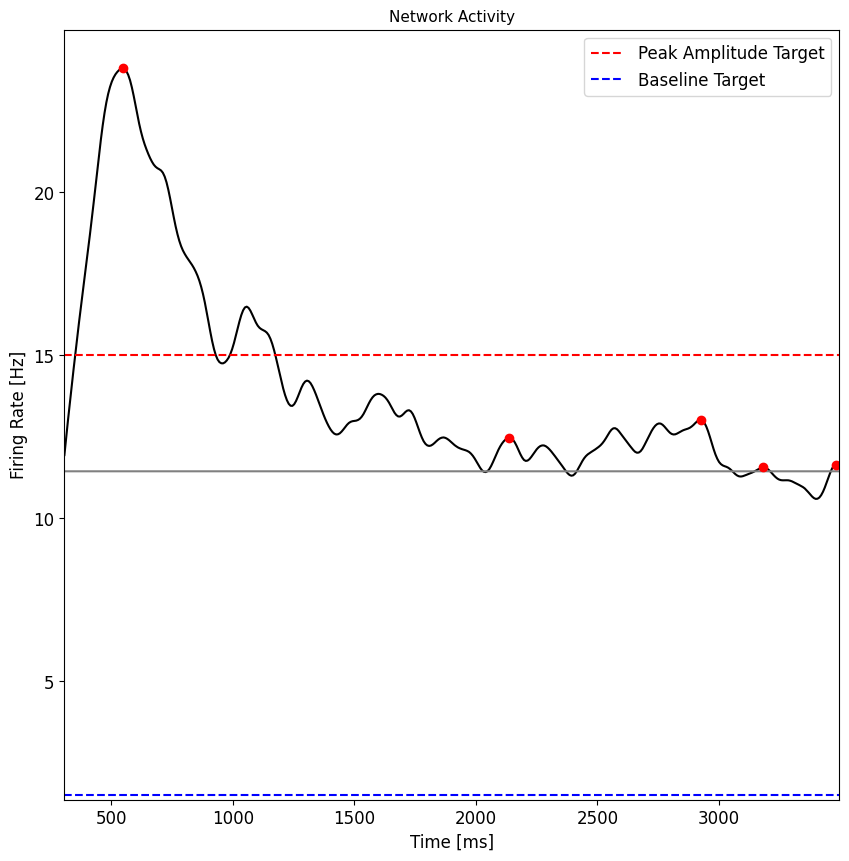 Network Activity
Peak Amplitude Target
Baseline Target
Firing Rate [Hz]
20
15
10
5
500 1000 1500 2000 2500 3000
Time [ms]